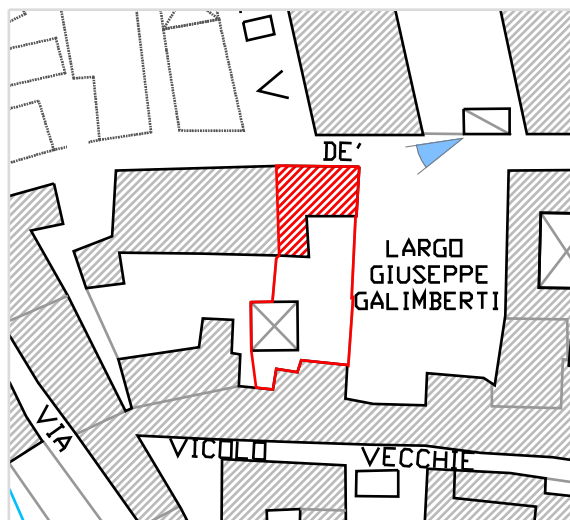 V
DE'
LARGO
GIUSEPPE
GALIMBERTI
VIA
VICOLO
VECCHIE